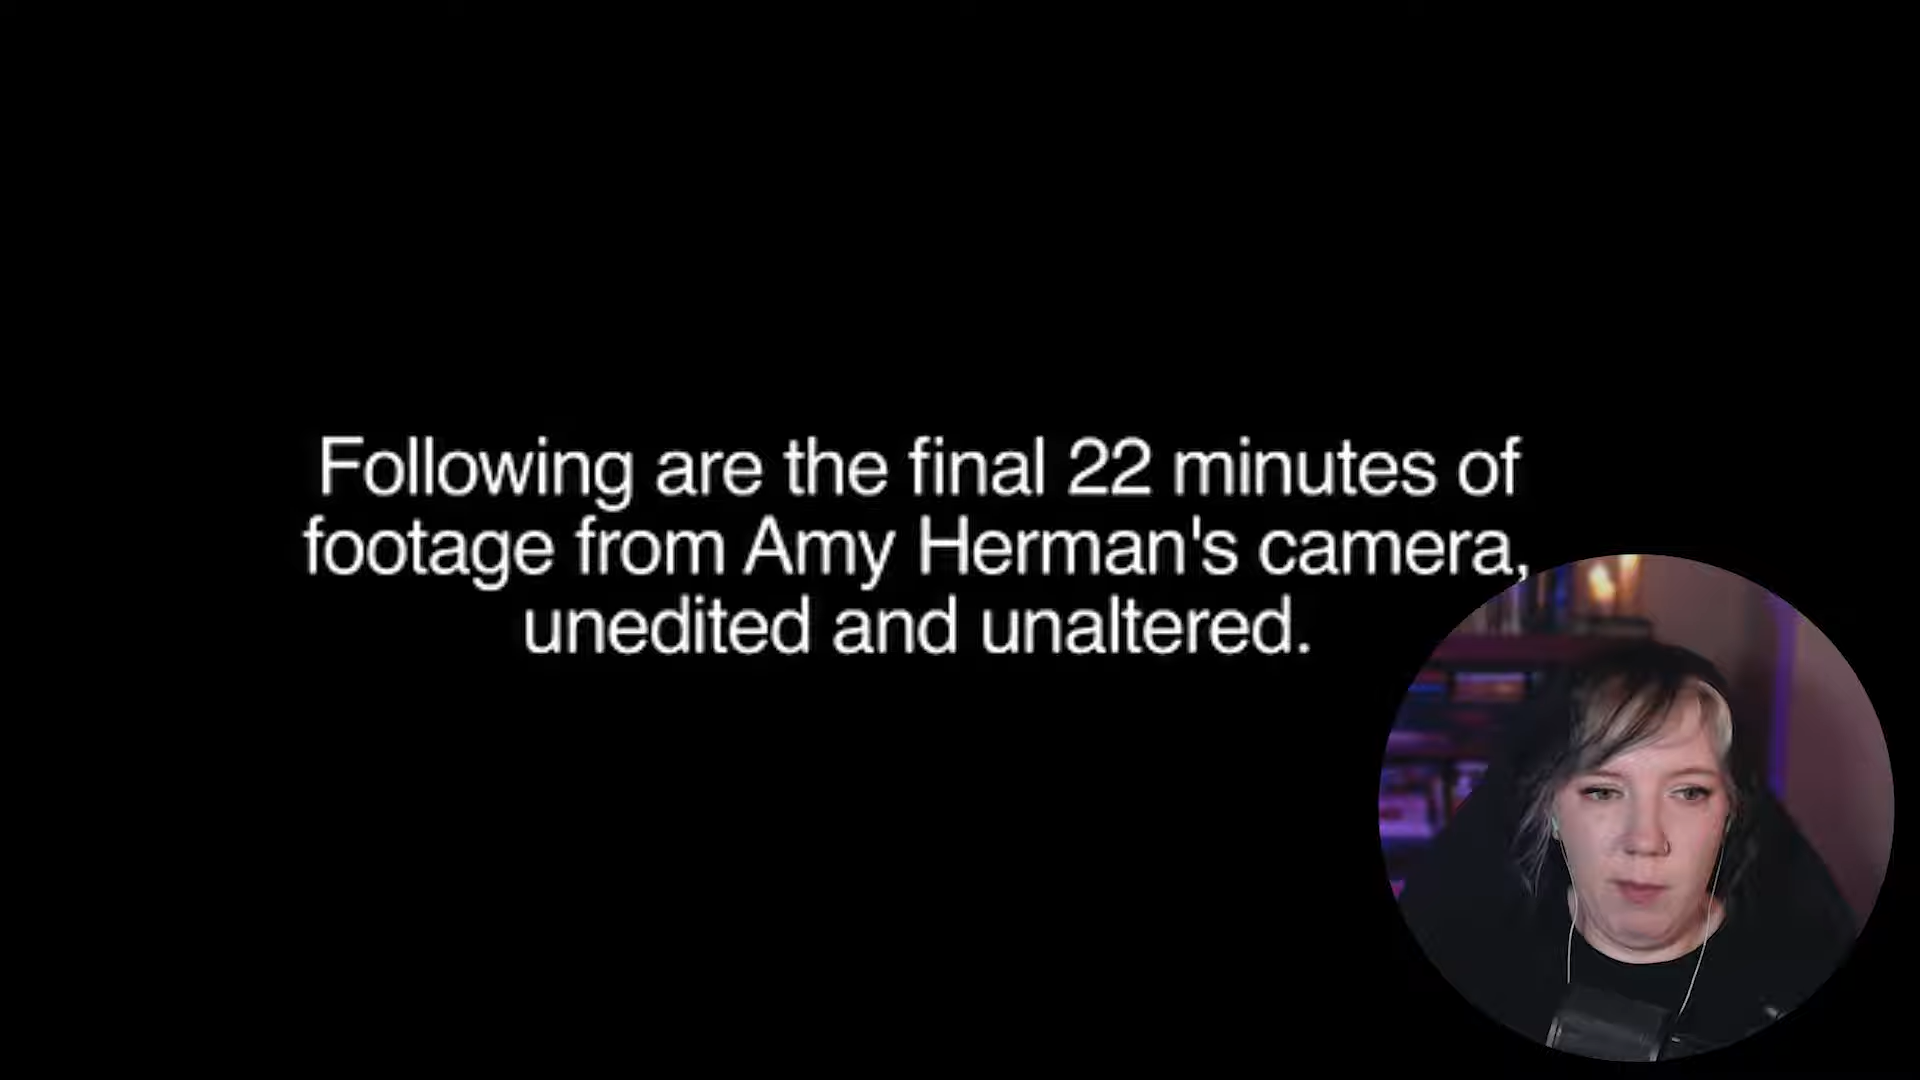 Following are the final 22 minutes of
footage from Amy Herman's camera,
unedited and unaltered.